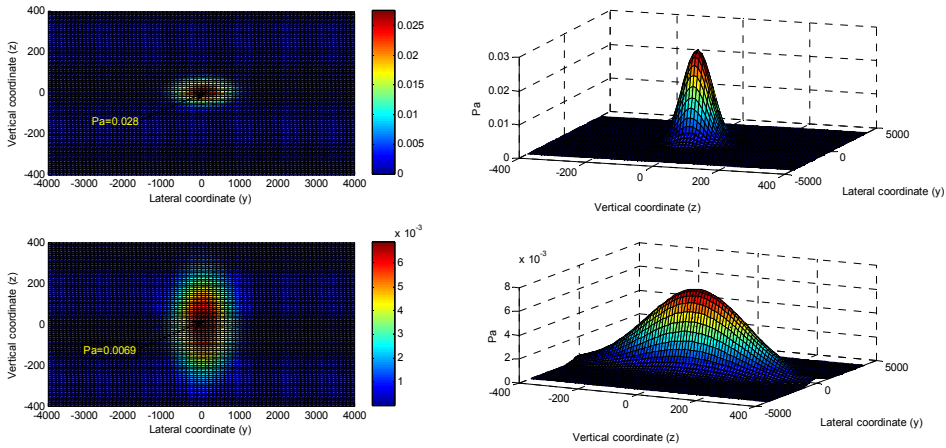 400
200
0
-200
-400
Vertical coordinate (z)
Pa=0.028
-4000 -3000 -2000 -1000 0 1000 2000 3000 4000
Lateral coordinate (y)
0.025
0.02
0.015
0.01
0.005
0
0.03
0.02
0.01
0
Pa
-400 -200 0 200 400
Vertical coordinate (z)
-5000 0 5000
Lateral coordinate (y)
400
200
0
-200
-400
Vertical coordinate (z)
Pa=0.0069
-4000 -3000 -2000 -1000 0 1000 2000 3000 4000
Lateral coordinate (y)
x 10 -3
6
5
4
3
2
1
x 10 -3
8
6
4
2
0
Pa
-400 -200 0 200 400
Vertical coordinate (z)
-5000 0 5000
Lateral coordinate (y)